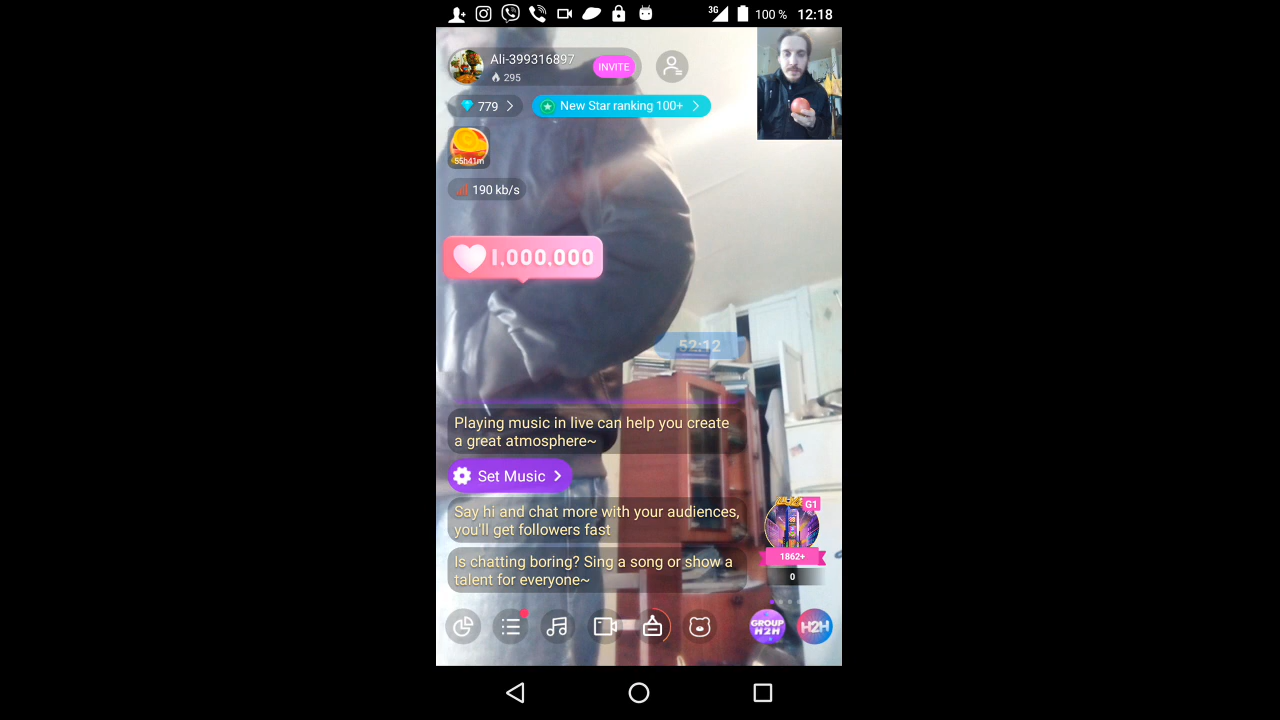 3G 100 % 12:18
Ali-399316897
295
INVITE
779
New Star ranking 100+
55h41m
190 kb/s
1,000,000
52:12
Playing music in live can help you create
a great atmosphere~
Set Music
Say hi and chat more with your audiences,
you'll get followers fast
G1
1862+
0
Is chatting boring? Sing a song or show a
talent for everyone~
GROUP
H2H
H2H